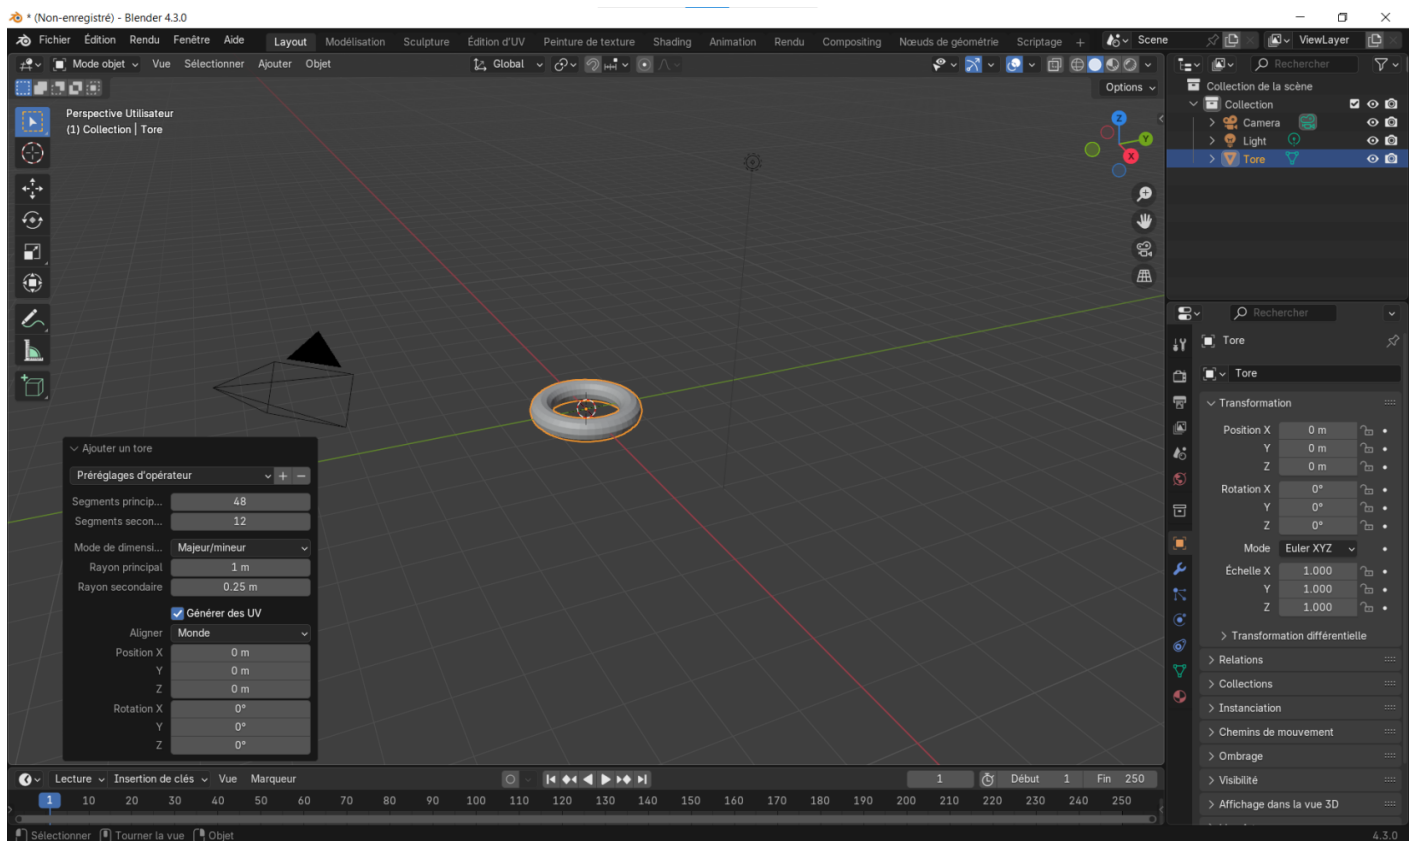 * (Non-enregistré) - Blender 4.3.0
Fichier Édition Rendu Fenêtre Aide Layout Modélisation Sculpture Édition d'UV Peinture de texture Shading Animation Rendu Compositing Nœuds de géométrie Scriptage + Scene ViewLayer
Mode objet Vue Sélectionner Ajouter Objet Global Rechercher
Options
Perspective Utilisateur
(1) Collection | Tore
Z
Y
X
Collection de la scène
Collection
Camera
Light
Tore
Rechercher
Tore
Tore
Transformation
Position X 0 m
Y 0 m
Z 0 m
Rotation X 0°
Y 0°
Z 0°
Mode Euler XYZ
Échelle X 1.000
Y 1.000
Z 1.000
Transformation différentielle
Relations
Collections
Instanciation
Chemins de mouvement
Ombrage
Visibilité
Affichage dans la vue 3D
Ajouter un tore
Préréglages d'opérateur
Segments princip... 48
Segments secon... 12
Mode de dimensi... Majeur/mineur
Rayon principal 1 m
Rayon secondaire 0.25 m
Générer des UV
Aligner Monde
Position X 0 m
Y 0 m
Z 0 m
Rotation X 0°
Y 0°
Z 0°
Lecture Insertion de clés Vue Marqueur 1 Début 1 Fin 250
1 10 20 30 40 50 60 70 80 90 100 110 120 130 140 150 160 170 180 190 200 210 220 230 240 250
Sélectionner Tourner la vue Objet 4.3.0